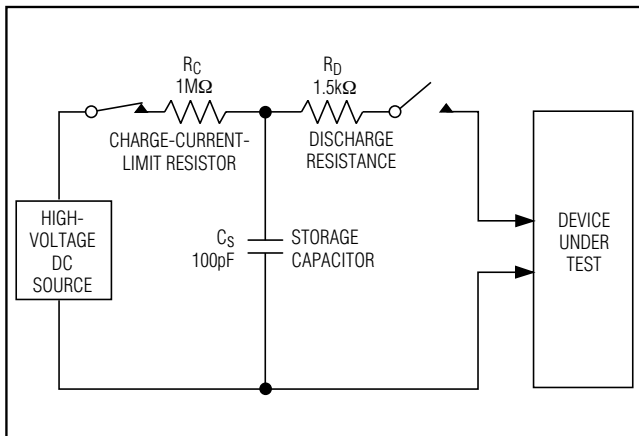 R_C
1MΩ
CHARGE-CURRENT-
LIMIT RESISTOR
R_D
1.5kΩ
DISCHARGE
RESISTANCE
HIGH-
VOLTAGE
DC
SOURCE
C_S
100pF
STORAGE
CAPACITOR
DEVICE
UNDER
TEST